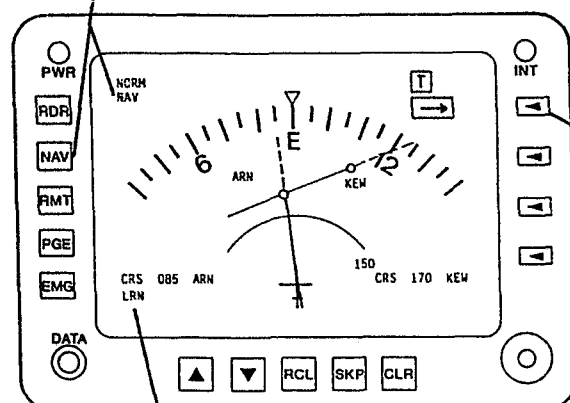 PWR
INT
NORM
NAV
T
RDR
NAV
RMT
PGE
EMG
6
E
12
ARN
KEW
150
CRS 085 ARN
LRN
CRS 170 KEW
DATA
RCL
SKP
CLR